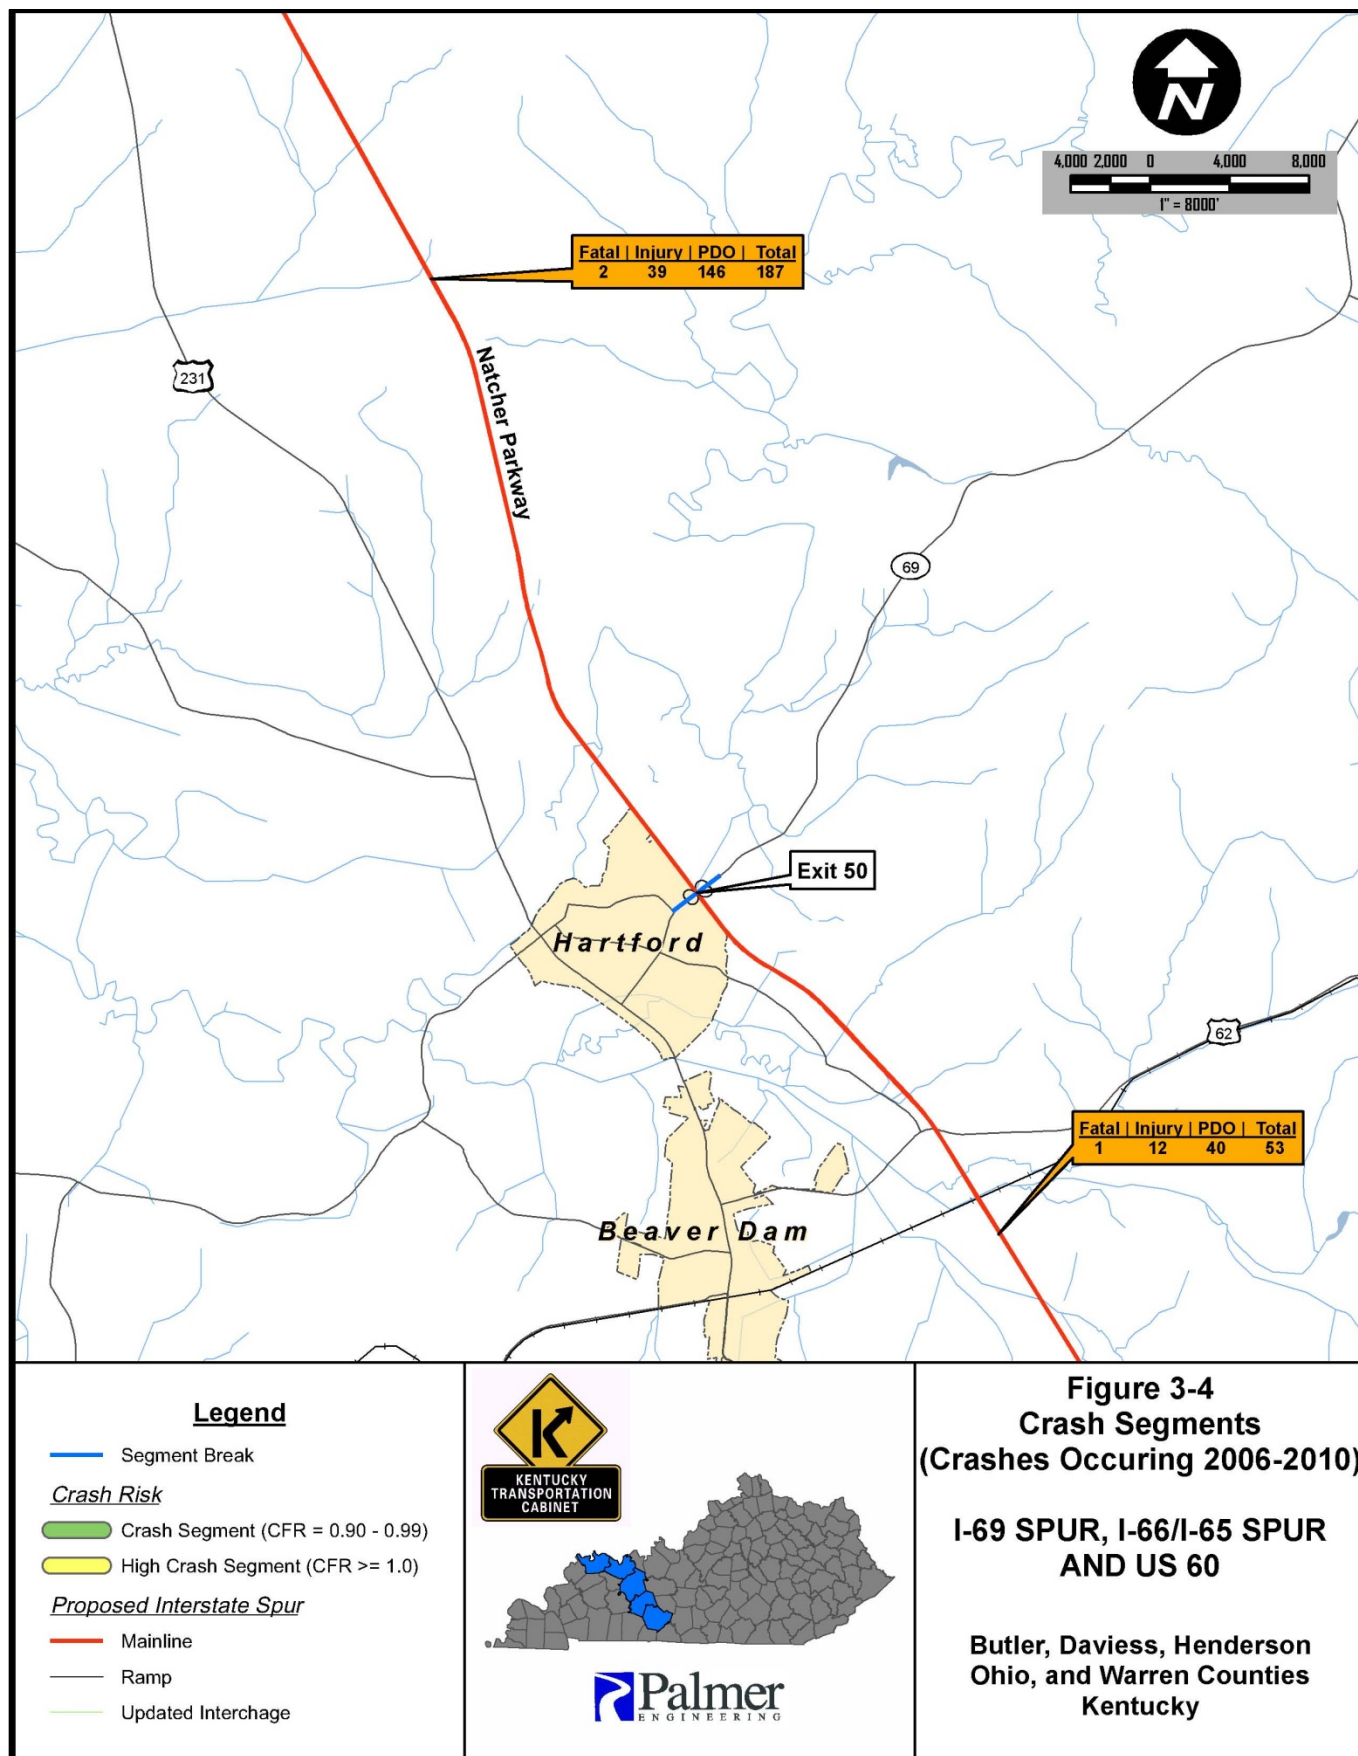 N
4,000 2,000 0 4,000 8,000
1" = 8000'
Fatal | Injury | PDO | Total
2 39 146 187
231
Natcher Parkway
69
Exit 50
Hartford
62
Fatal | Injury | PDO | Total
1 12 40 53
Beaver Dam
Legend
Segment Break
Crash Risk
Crash Segment (CFR = 0.90 - 0.99)
High Crash Segment (CFR >= 1.0)
Proposed Interstate Spur
Mainline
Ramp
Updated Interchage
KENTUCKY
TRANSPORTATION
CABINET
Palmer
ENGINEERING
Figure 3-4
Crash Segments
(Crashes Occuring 2006-2010)
I-69 SPUR, I-66/I-65 SPUR
AND US 60
Butler, Daviess, Henderson
Ohio, and Warren Counties
Kentucky